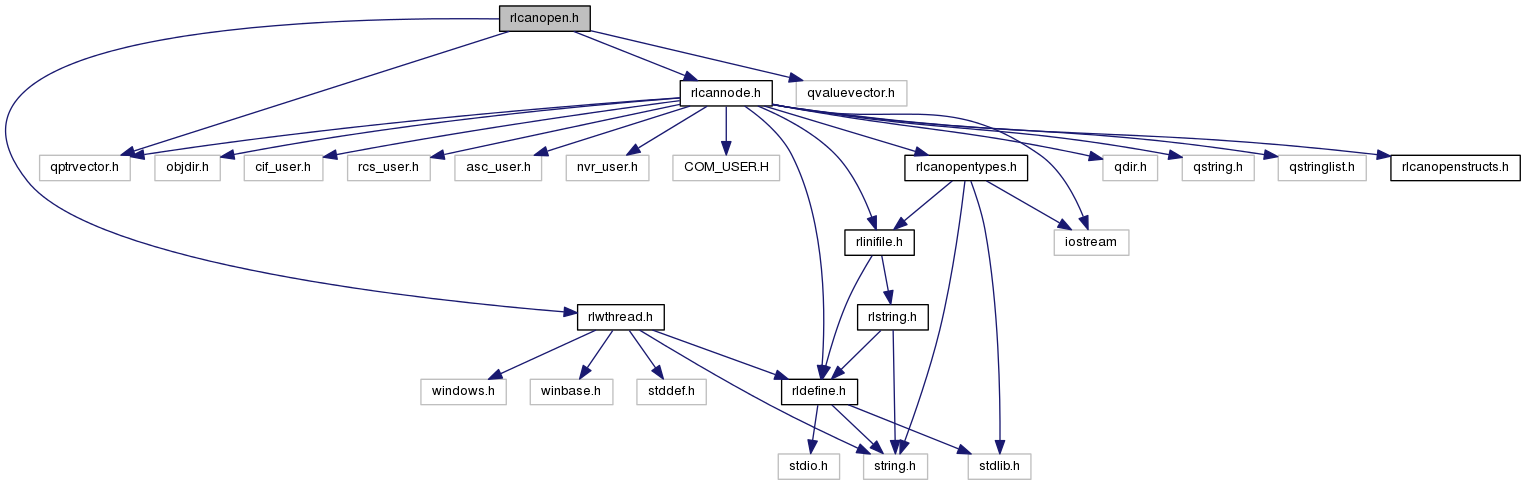 rlcanopen.h
rlcannode.h
qvaluevector.h
qptrvector.h
objdir.h
cif_user.h
rcs_user.h
asc_user.h
nvr_user.h
COM_USER.H
rlcanopentypes.h
qdir.h
qstring.h
qstringlist.h
rlcanopenstructs.h
rlinifile.h
iostream
rlwthread.h
rlstring.h
windows.h
winbase.h
stddef.h
rldefine.h
stdio.h
string.h
stdlib.h